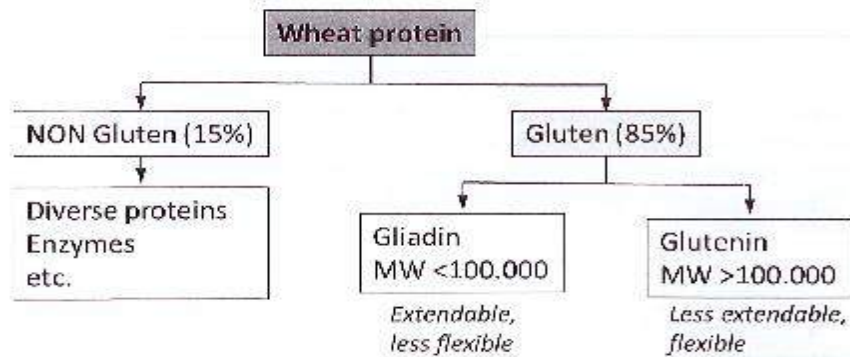 Wheat protein
NON Gluten (15%)
Gluten (85%)
Diverse proteins
Enzymes
etc.
Gliadin
MW <100.000
Glutenin
MW >100.000
Extendable,
less flexible
Less extendable,
flexible